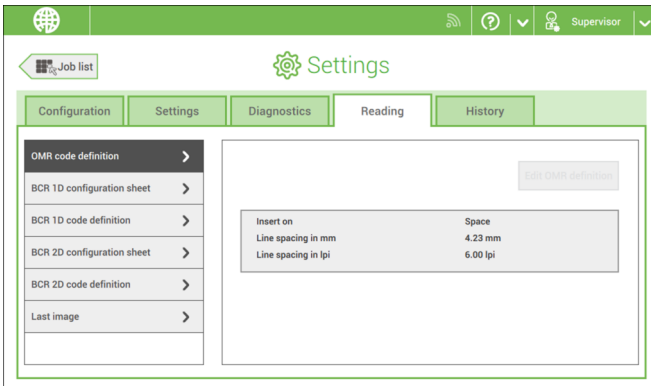 Supervisor
Job list
Settings
Configuration
Settings
Diagnostics
Reading
History
OMR code definition
BCR 1D configuration sheet
BCR 1D code definition
BCR 2D configuration sheet
BCR 2D code definition
Last image
Edit OMR definition
Insert on Space
Line spacing in mm 4.23 mm
Line spacing in lpi 6.00 lpi